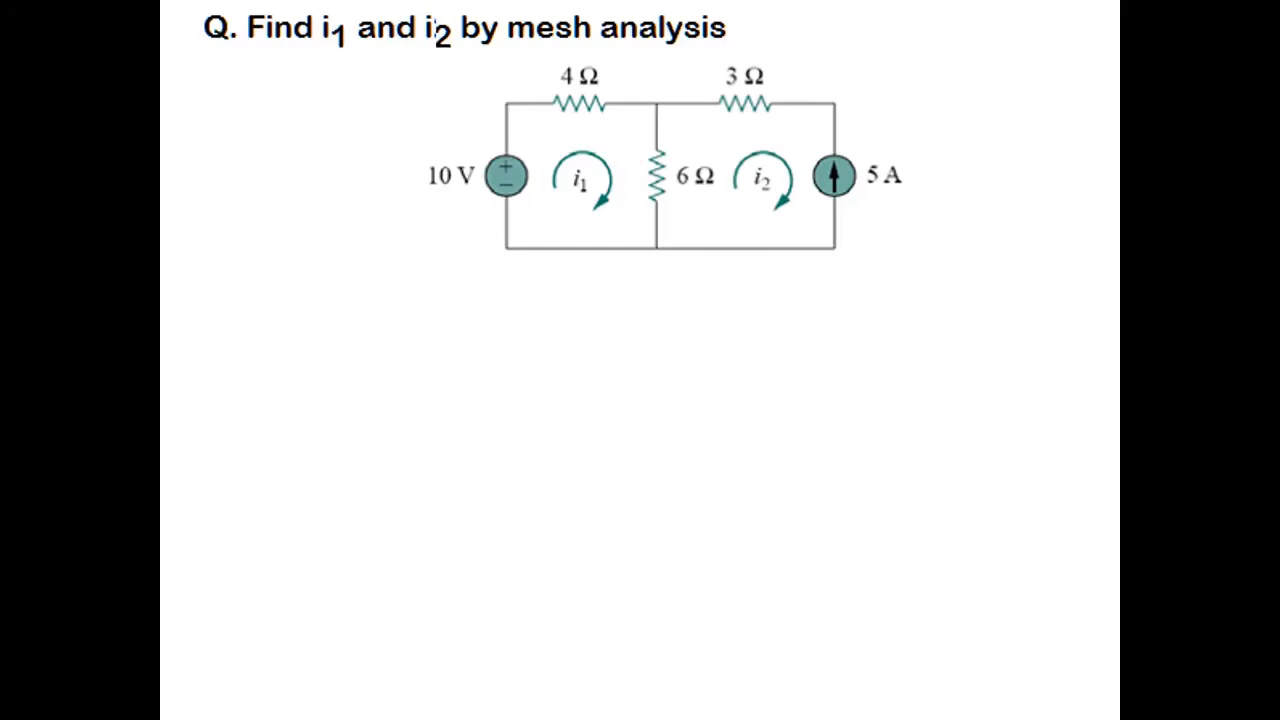 Q. Find i1 and i2 by mesh analysis
4 Ω 3 Ω
10 V + − i1 6 Ω i2 5 A